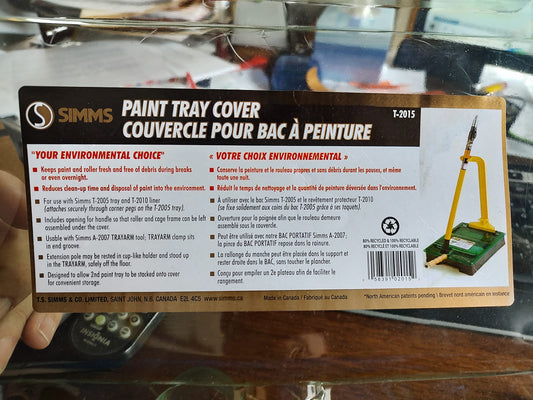 S SIMMS
PAINT TRAY COVER
COUVERCLE POUR BAC À PEINTURE
T-2015
"YOUR ENVIRONMENTAL CHOICE"
Keeps paint and roller fresh and free of debris during breaks
or even overnight.
Reduces clean-up time and disposal of paint into the environment.
For use with Simms T-2005 tray and T-2010 liner
(attaches securely through corner pegs on the T-2005 tray).
Includes opening for handle so that roller and cage frame can be left
assembled under the cover.
Usable with Simms A-2007 TRAYARM tool; TRAYARM clamps sits
in end groove.
Extension pole may be rested in cup-like holder and stood up
in the TRAYARM, safely off the floor.
Designed to allow 2nd paint tray to be stacked onto cover
for convenient storage.
« VOTRE CHOIX ENVIRONNEMENTAL »
Conserve la peinture et le rouleau propres et sans débris durant les pauses, et même
toute une nuit.
Réduit le temps de nettoyage et la quantité de peinture déversée dans l'environnement.
À utiliser avec le bac Simms T-2005 et le revêtement protecteur T-2010
(se fixe solidement aux coins du bac T-2005 grâce à ses taquets).
Ouverture pour la poignée afin que le rouleau demeure
assemblé sous le couvercle.
Peut être utilisé avec notre BAC PORTATIF Simms A-2007;
la pince du BAC PORTATIF repose dans la rainure.
La rallonge du manche peut être placée dans le support et
rester droite dans le BAC, sans toucher le plancher.
Conçu pour empiler un 2e plateau afin de faciliter le
rangement.
80% RECYCLED & 100% RECYCLABLE
80% RECYCLÉ ET 100% RECYCLABLE
58391 02015
T.S. SIMMS & CO. LIMITED, SAINT JOHN, N.B. CANADA E2L 4C5 www.simms.ca
Made in Canada / Fabriqué au Canada
*North American patents pending \ Brevet nord américain en instance
INSIGNIA